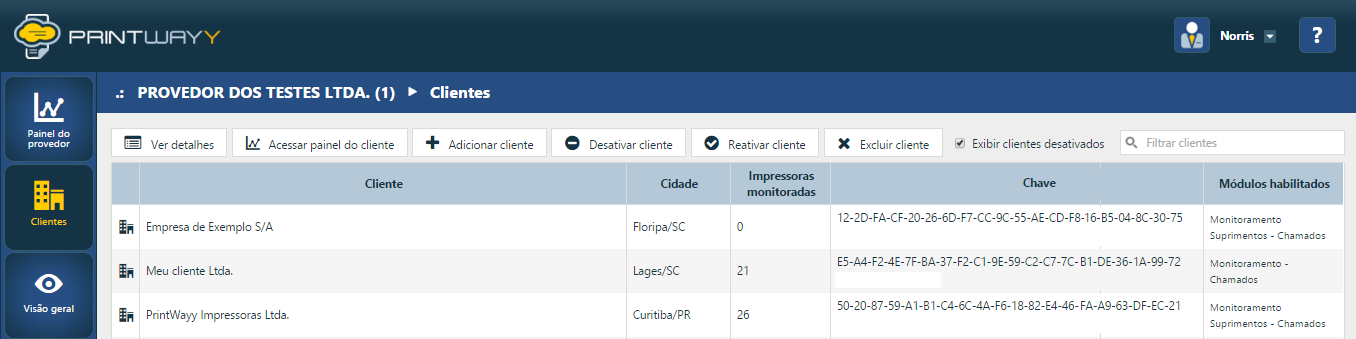 PRINTWAYY
Norris
?
Painel do
provedor
Clientes
Visão geral
.: PROVEDOR DOS TESTES LTDA. (1) Clientes
Ver detalhes Acessar painel do cliente Adicionar cliente Desativar cliente Reativar cliente Excluir cliente Exibir clientes desativados Filtrar clientes
Cliente Cidade Impressoras monitoradas Chave Módulos habilitados
Empresa de Exemplo S/A Floripa/SC 0 12-2D-FA-CF-20-26-6D-F7-CC-9C-55-AE-CD-F8-16-B5-04-8C-30-75 Monitoramento
Suprimentos - Chamados
Meu cliente Ltda. Lages/SC 21 E5-A4-F2-4E-7F-BA-37-F2-C1-9E-59-C2-C7-7C-B1-DE-36-1A-99-72 Monitoramento -
Chamados
PrintWayy Impressoras Ltda. Curitiba/PR 26 50-20-87-59-A1-B1-C4-6C-4A-F6-18-82-E4-46-FA-A9-63-DF-EC-21 Monitoramento
Suprimentos - Chamados